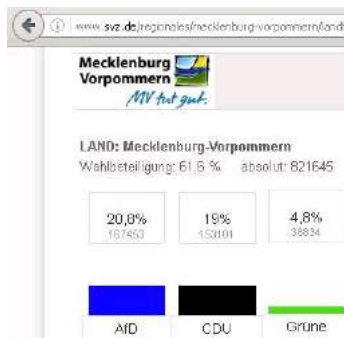 www.svz.de/regionales/mecklenburg-vorpommern/landt
Mecklenburg
Vorpommern
MV tut gut.
LAND: Mecklenburg-Vorpommern
Wahlbeteiligung: 61,6 % absolut: 821645
20,8% 19% 4,8%
167453 153101 38834
AfD CDU Grüne